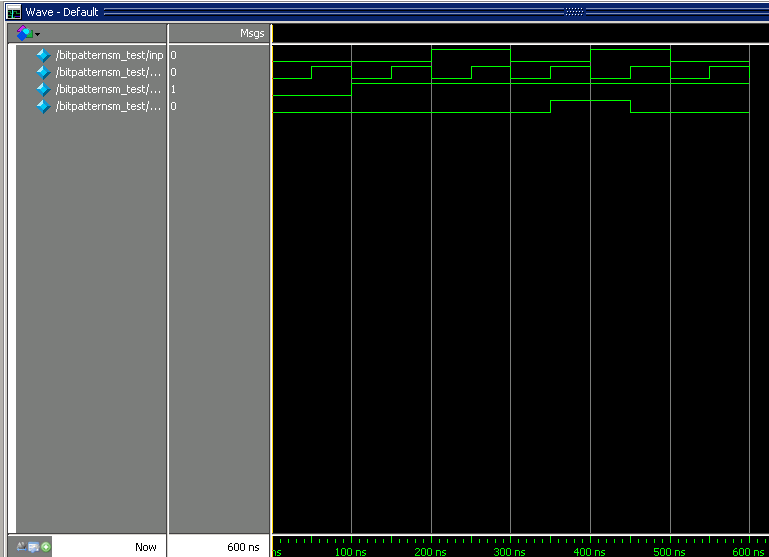 Wave - Default
Msgs
/bitpatternsm_test/inp 0
/bitpatternsm_test/... 0
/bitpatternsm_test/... 1
/bitpatternsm_test/... 0
Now 600 ns
ns 100 ns 200 ns 300 ns 400 ns 500 ns 600 ns